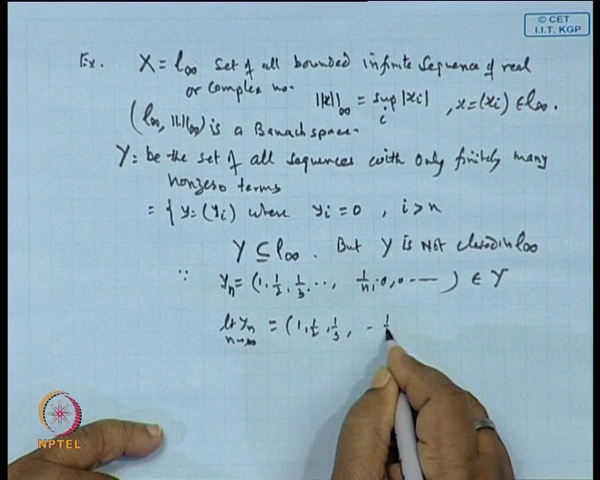 © CET
I.I.T. KGP
Ex. X = l∞ set of all bounded infinite sequence of real
or complex no.
||x||∞ = sup |xi| , x = (xi) ∈ l∞.
i
(l∞, ||.||∞) is a Banach space.
Y = be the set of all sequences with only finitely many
nonzero terms
= { y = (yi) where yi = 0 , i > n
Y ⊆ l∞ . But Y is Not closed in l∞
∵ yn = (1, 1/2, 1/3, .., 1/n, 0, 0 ---- ) ∈ Y
lt yn = (1, 1/2, 1/3, - 1
n→∞
NPTEL